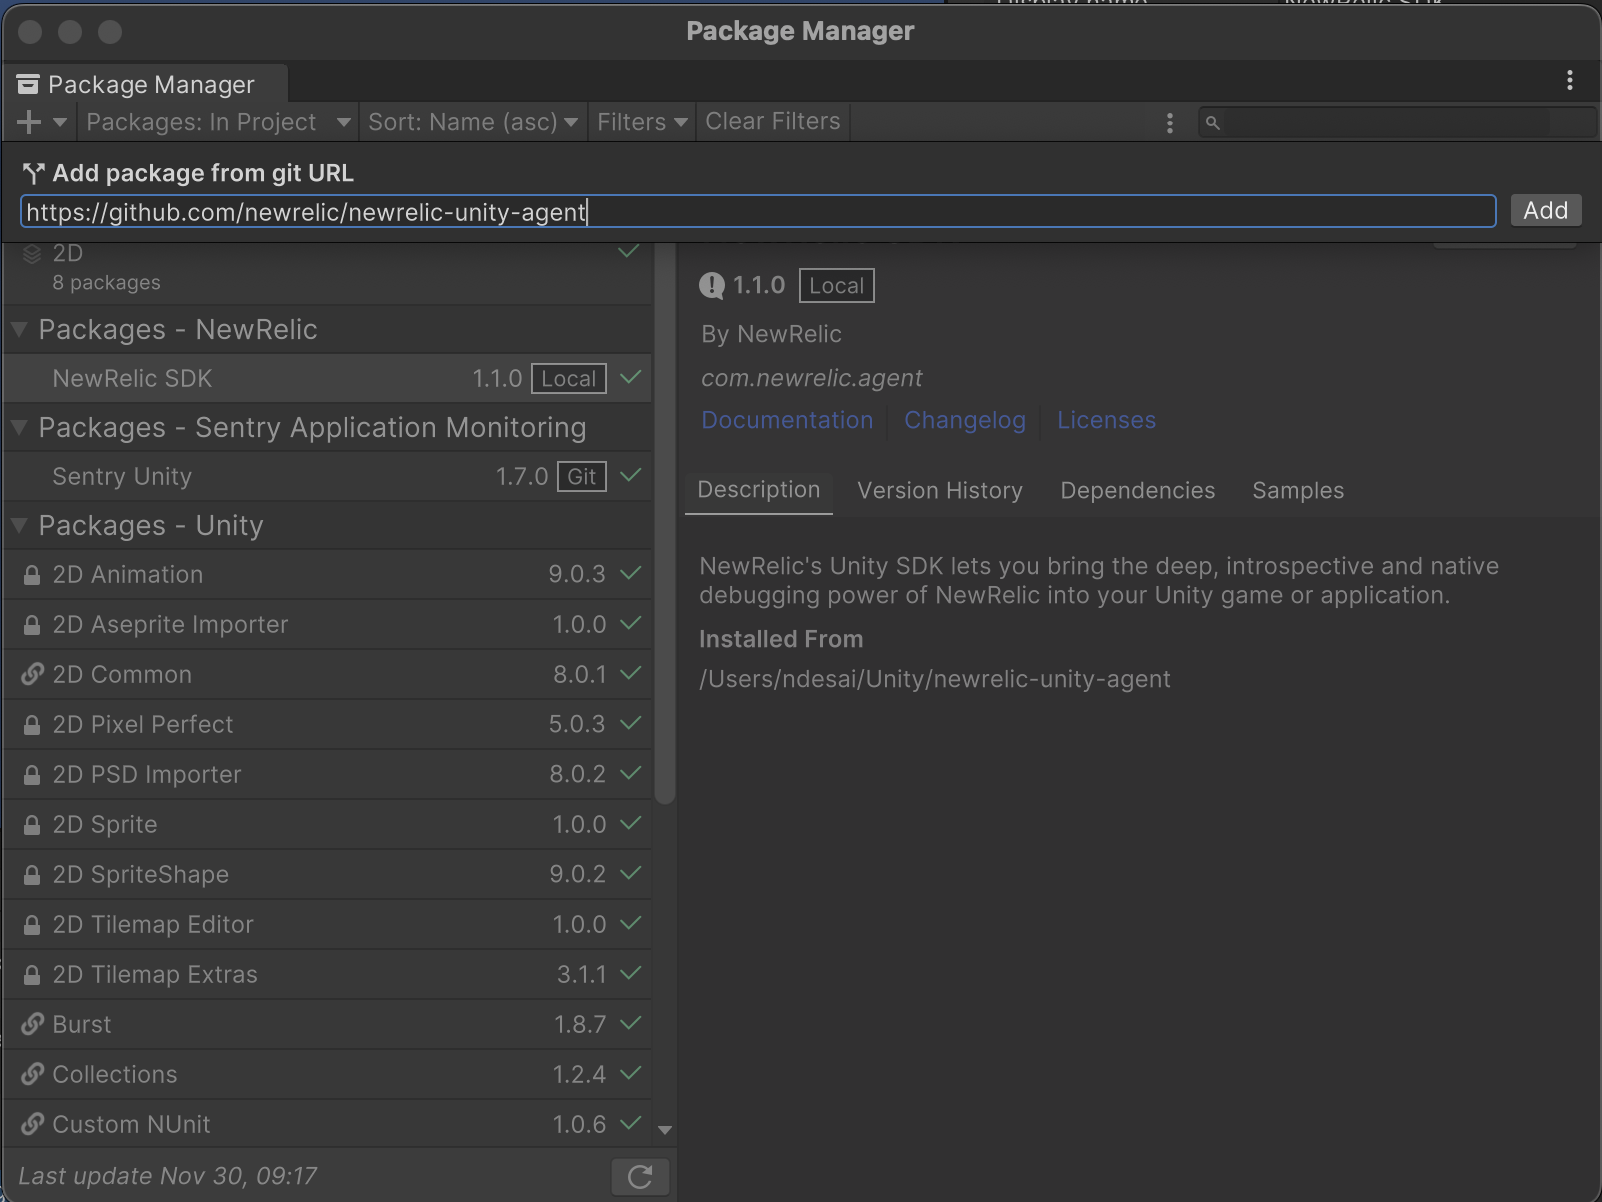 Display name
NewRelic SDK
Package Manager
Package Manager
Packages: In Project
Sort: Name (asc)
Filters
Clear Filters
Add package from git URL
https://github.com/newrelic/newrelic-unity-agent
Add
2D
8 packages
Packages - NewRelic
NewRelic SDK 1.1.0 Local
Packages - Sentry Application Monitoring
Sentry Unity 1.7.0 Git
Packages - Unity
2D Animation 9.0.3
2D Aseprite Importer 1.0.0
2D Common 8.0.1
2D Pixel Perfect 5.0.3
2D PSD Importer 8.0.2
2D Sprite 1.0.0
2D SpriteShape 9.0.2
2D Tilemap Editor 1.0.0
2D Tilemap Extras 3.1.1
Burst 1.8.7
Collections 1.2.4
Custom NUnit 1.0.6
Last update Nov 30, 09:17
1.1.0 Local
By NewRelic
com.newrelic.agent
Documentation Changelog Licenses
Description Version History Dependencies Samples
NewRelic's Unity SDK lets you bring the deep, introspective and native
debugging power of NewRelic into your Unity game or application.
Installed From
/Users/ndesai/Unity/newrelic-unity-agent